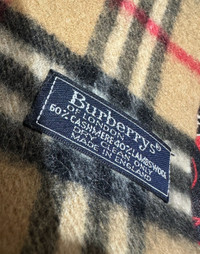 Burberrys®
OF LONDON
60% CASHMERE 40% LAMBSWOOL
DRY CLEAN ONLY
MADE IN ENGLAND